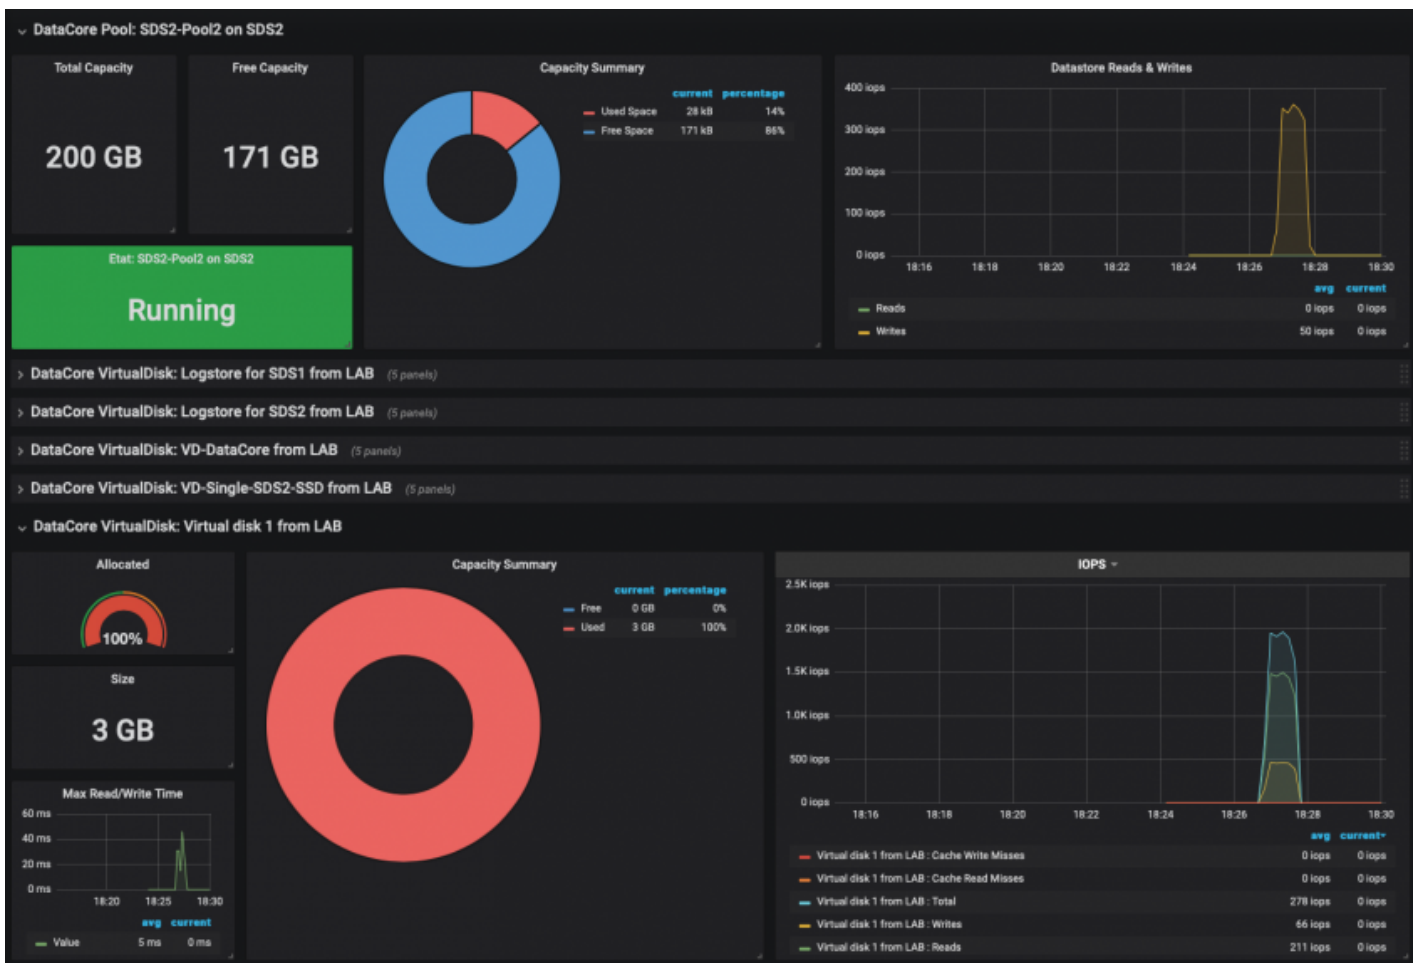 DataCore Pool: SDS2-Pool2 on SDS2
Total Capacity
200 GB
Free Capacity
171 GB
Etat: SDS2-Pool2 on SDS2
Running
Capacity Summary
current percentage
Used Space 28 kB 14%
Free Space 171 kB 86%
Datastore Reads & Writes
400 iops
300 iops
200 iops
100 iops
0 iops
18:16 18:18 18:20 18:22 18:24 18:26 18:28 18:30
avg current
Reads 0 iops 0 iops
Writes 50 iops 0 iops
DataCore VirtualDisk: Logstore for SDS1 from LAB (5 panels)
DataCore VirtualDisk: Logstore for SDS2 from LAB (5 panels)
DataCore VirtualDisk: VD-DataCore from LAB (5 panels)
DataCore VirtualDisk: VD-Single-SDS2-SSD from LAB (5 panels)
DataCore VirtualDisk: Virtual disk 1 from LAB
Allocated
100%
Size
3 GB
Max Read/Write Time
60 ms
40 ms
20 ms
0 ms
18:20 18:25 18:30
avg current
Value 5 ms 0 ms
Capacity Summary
current percentage
Free 0 GB 0%
Used 3 GB 100%
IOPS
2.5K iops
2.0K iops
1.5K iops
1.0K iops
500 iops
0 iops
18:16 18:18 18:20 18:22 18:24 18:26 18:28 18:30
avg current
Virtual disk 1 from LAB : Cache Write Misses 0 iops 0 iops
Virtual disk 1 from LAB : Cache Read Misses 0 iops 0 iops
Virtual disk 1 from LAB : Total 278 iops 0 iops
Virtual disk 1 from LAB : Writes 66 iops 0 iops
Virtual disk 1 from LAB : Reads 211 iops 0 iops